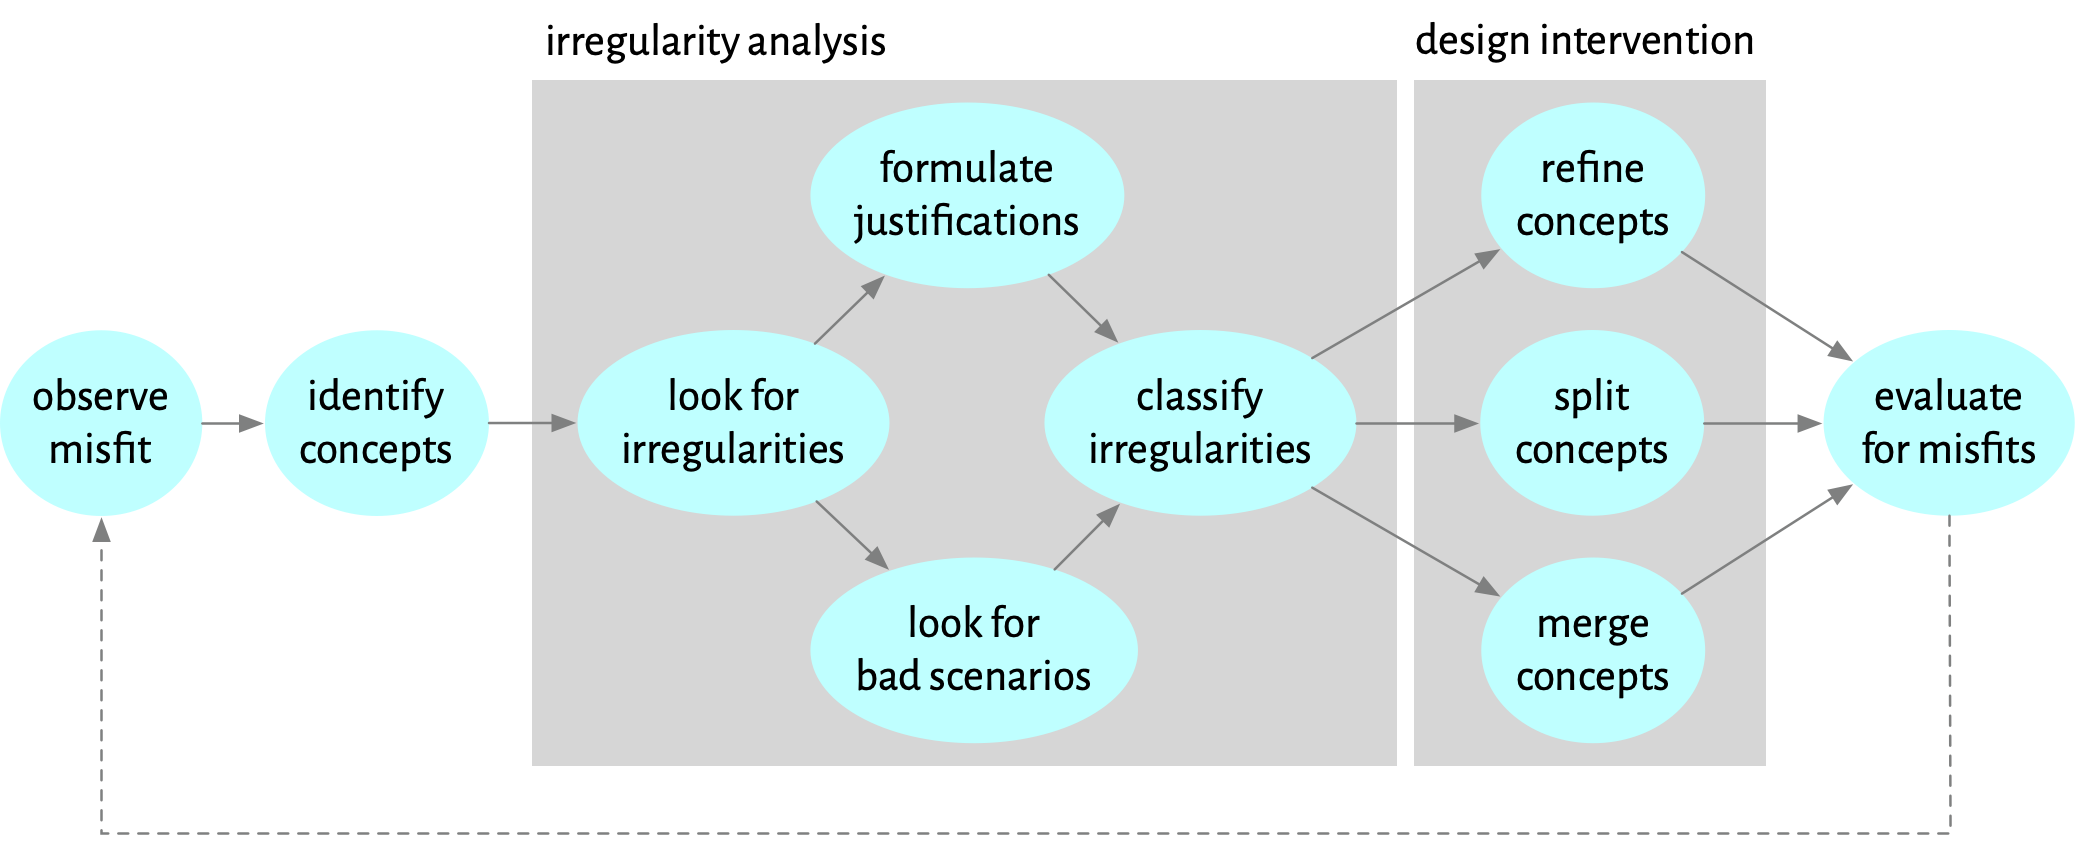 irregularity analysis
design intervention
observe
misfit
identify
concepts
look for
irregularities
formulate
justifications
look for
bad scenarios
classify
irregularities
refine
concepts
split
concepts
merge
concepts
evaluate
for misfits